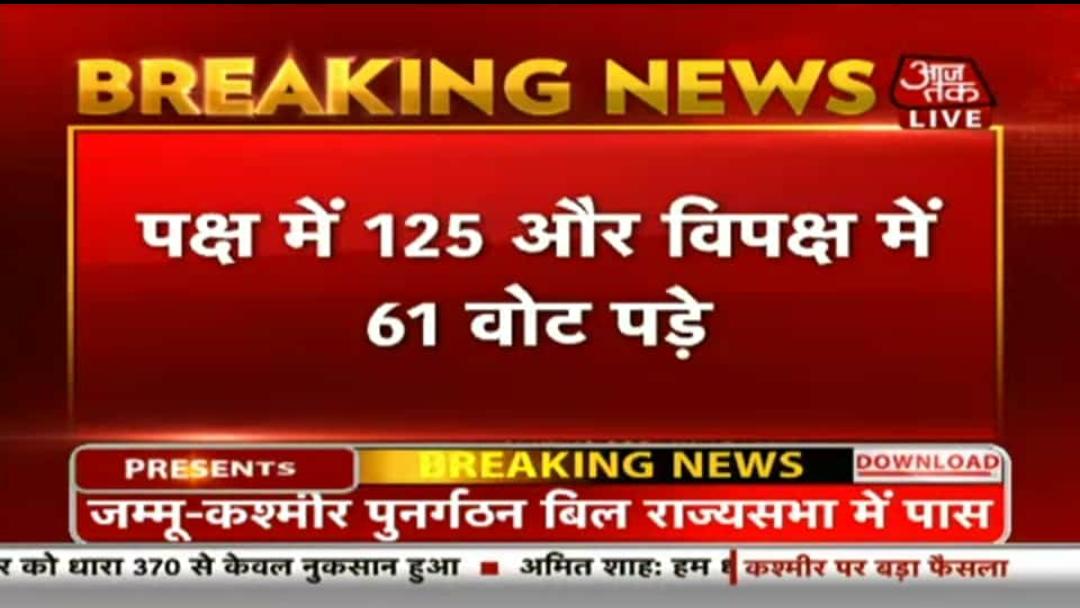 BREAKING NEWS
आज
तक
LIVE
पक्ष में 125 और विपक्ष में
61 वोट पड़े
PRESENTS
BREAKING NEWS
DOWNLOAD
जम्मू-कश्मीर पुनर्गठन बिल राज्यसभा में पास
र को धारा 370 से केवल नुकसान हुआ ■ अमित शाह: हम
कश्मीर पर बड़ा फैसला